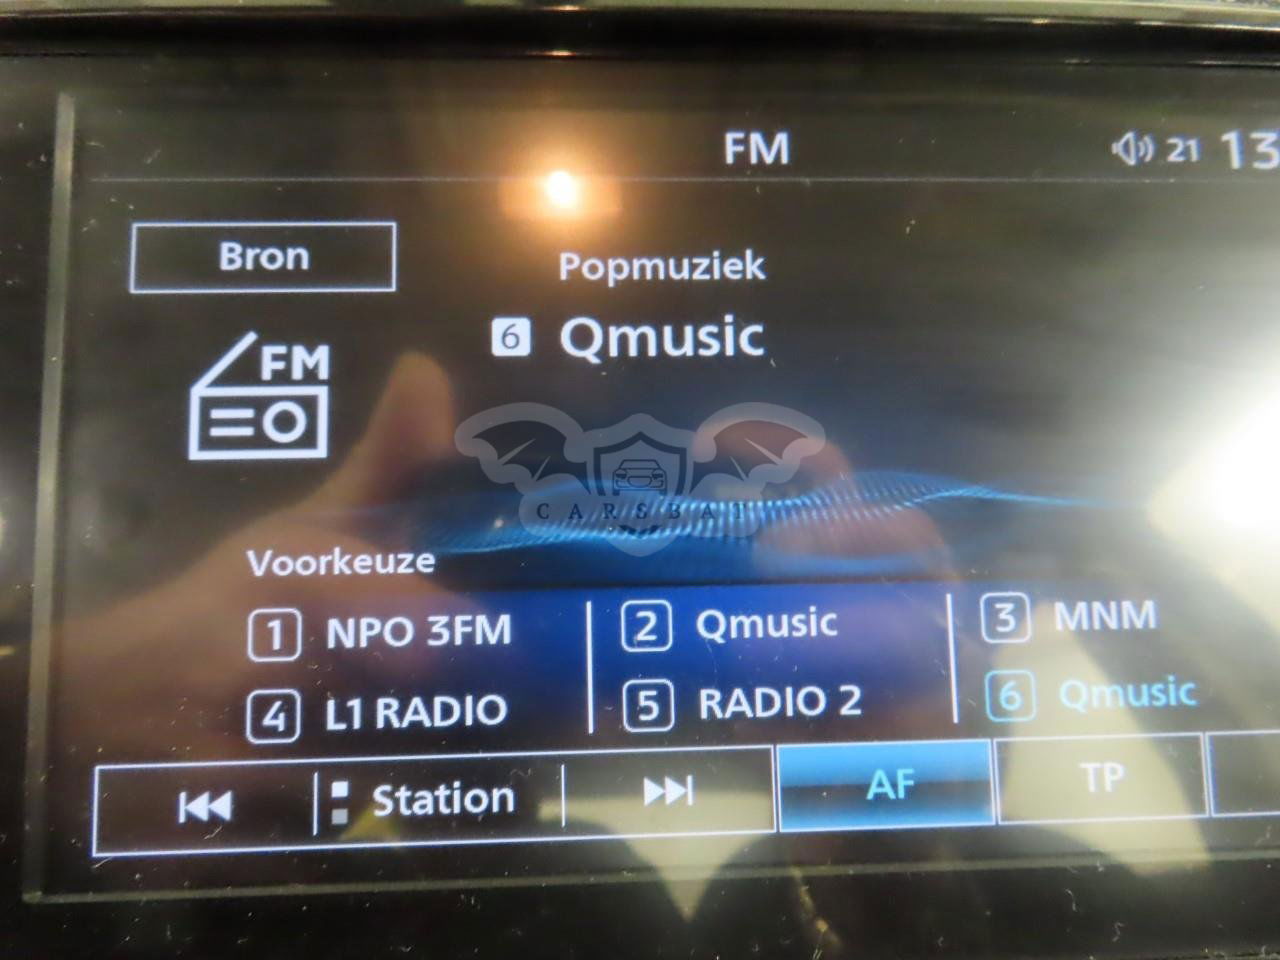 FM
21 13
Bron
Popmuziek
6 Qmusic
FM
CARSBAT
Voorkeuze
1 NPO 3FM 2 Qmusic 3 MNM
4 L1 RADIO 5 RADIO 2 6 Qmusic
Station AF TP